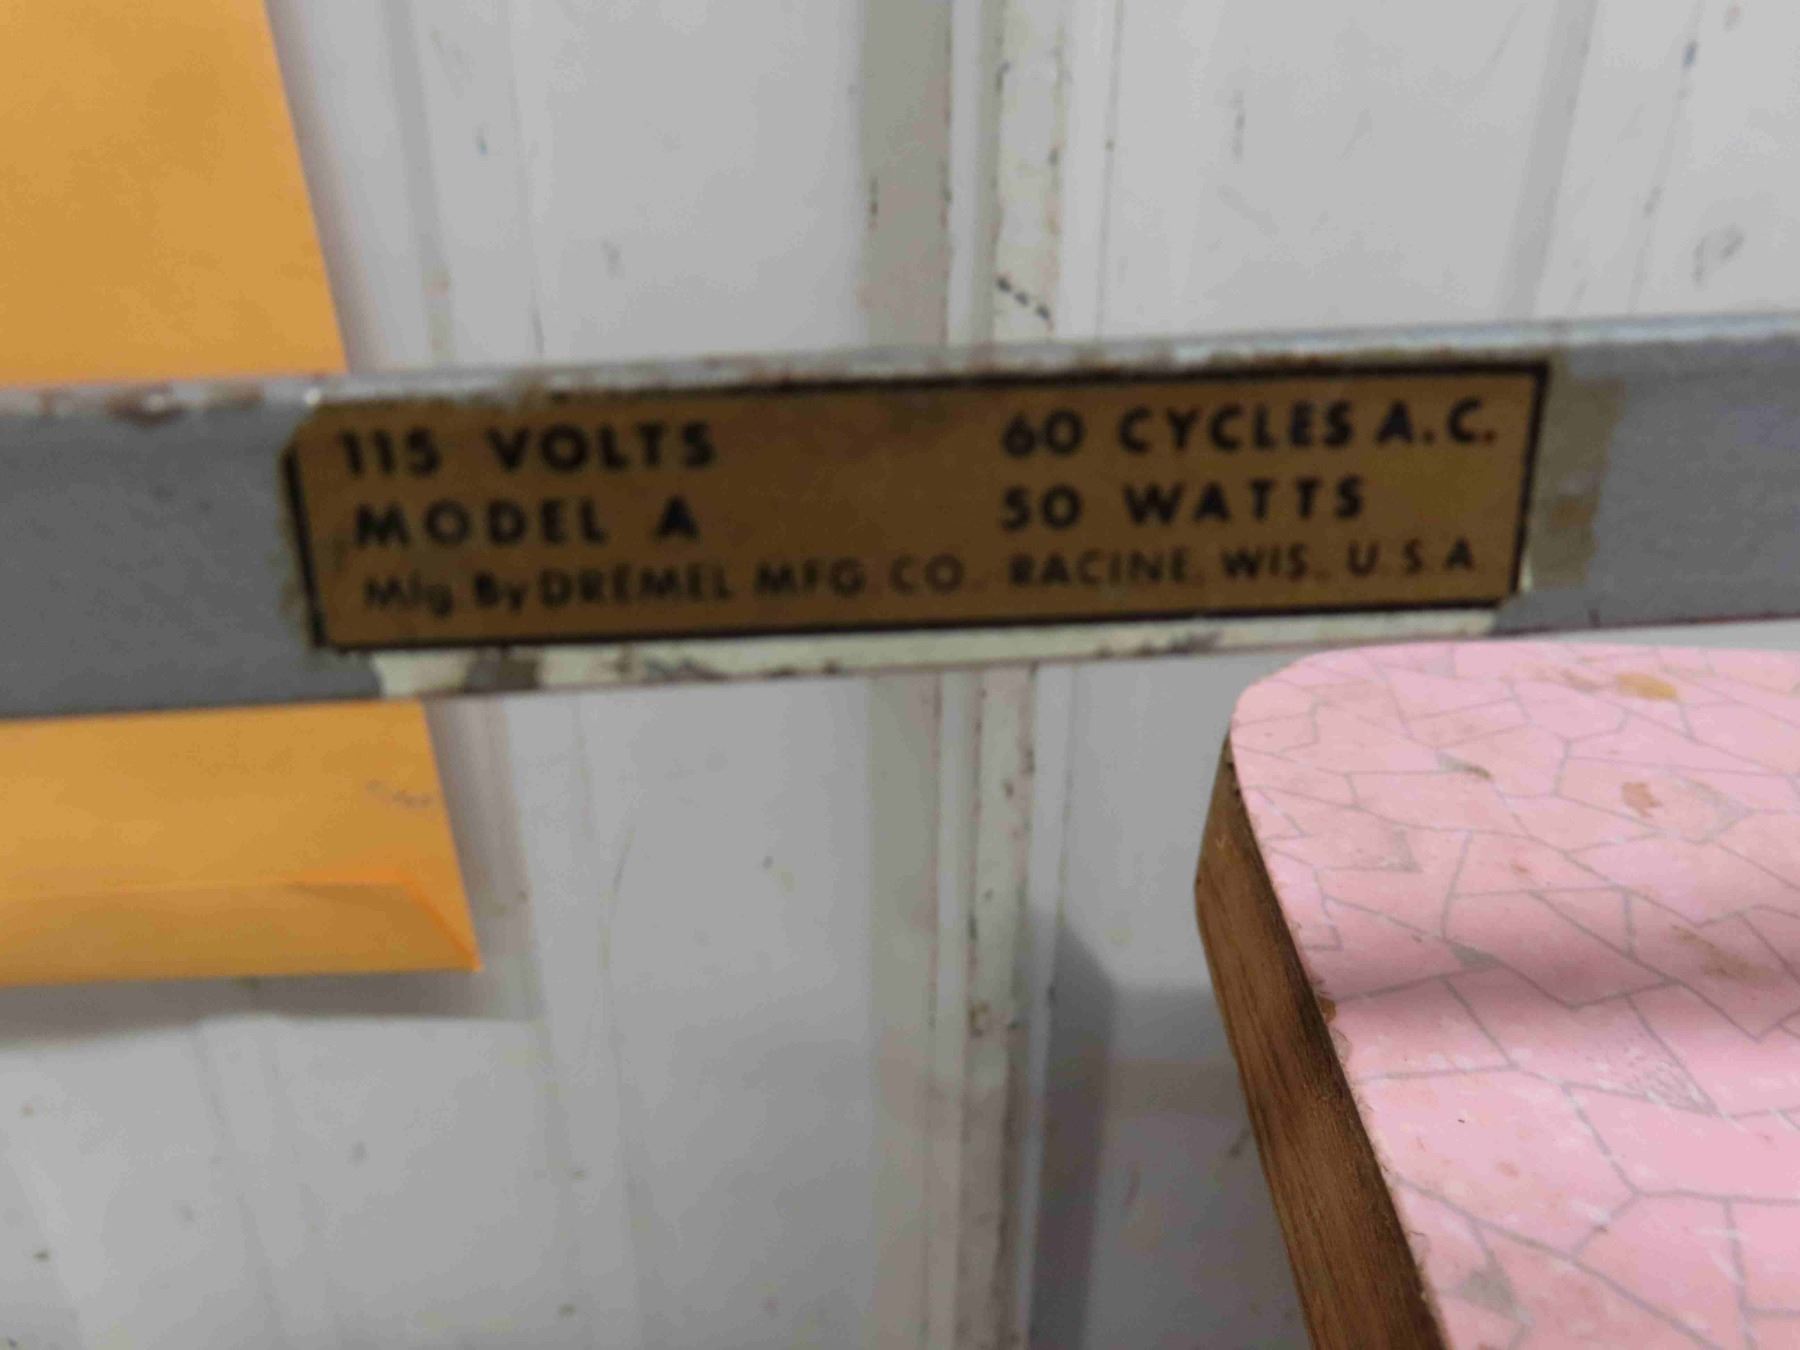 115 VOLTS 60 CYCLES A.C.
MODEL A 50 WATTS
Mfg By DREMEL MFG. CO. RACINE, WIS. U.S.A